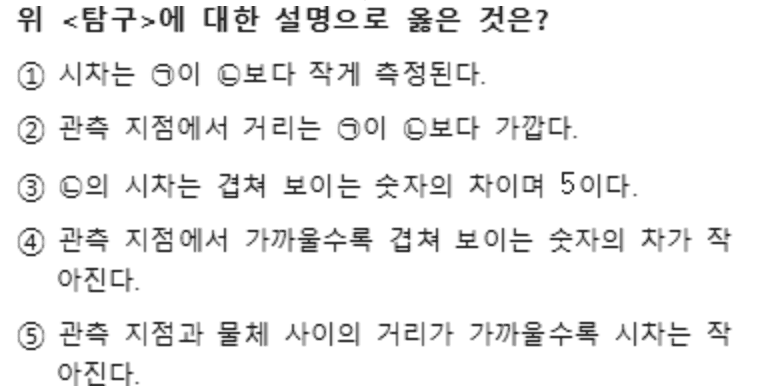 위 <탐구>에 대한 설명으로 옳은 것은?
① 시차는 ㉠이 ㉡보다 작게 측정된다.
② 관측 지점에서 거리는 ㉠이 ㉡보다 가깝다.
③ ㉡의 시차는 겹쳐 보이는 숫자의 차이며 5이다.
④ 관측 지점에서 가까울수록 겹쳐 보이는 숫자의 차가 작
아진다.
⑤ 관측 지점과 물체 사이의 거리가 가까울수록 시차는 작
아진다.